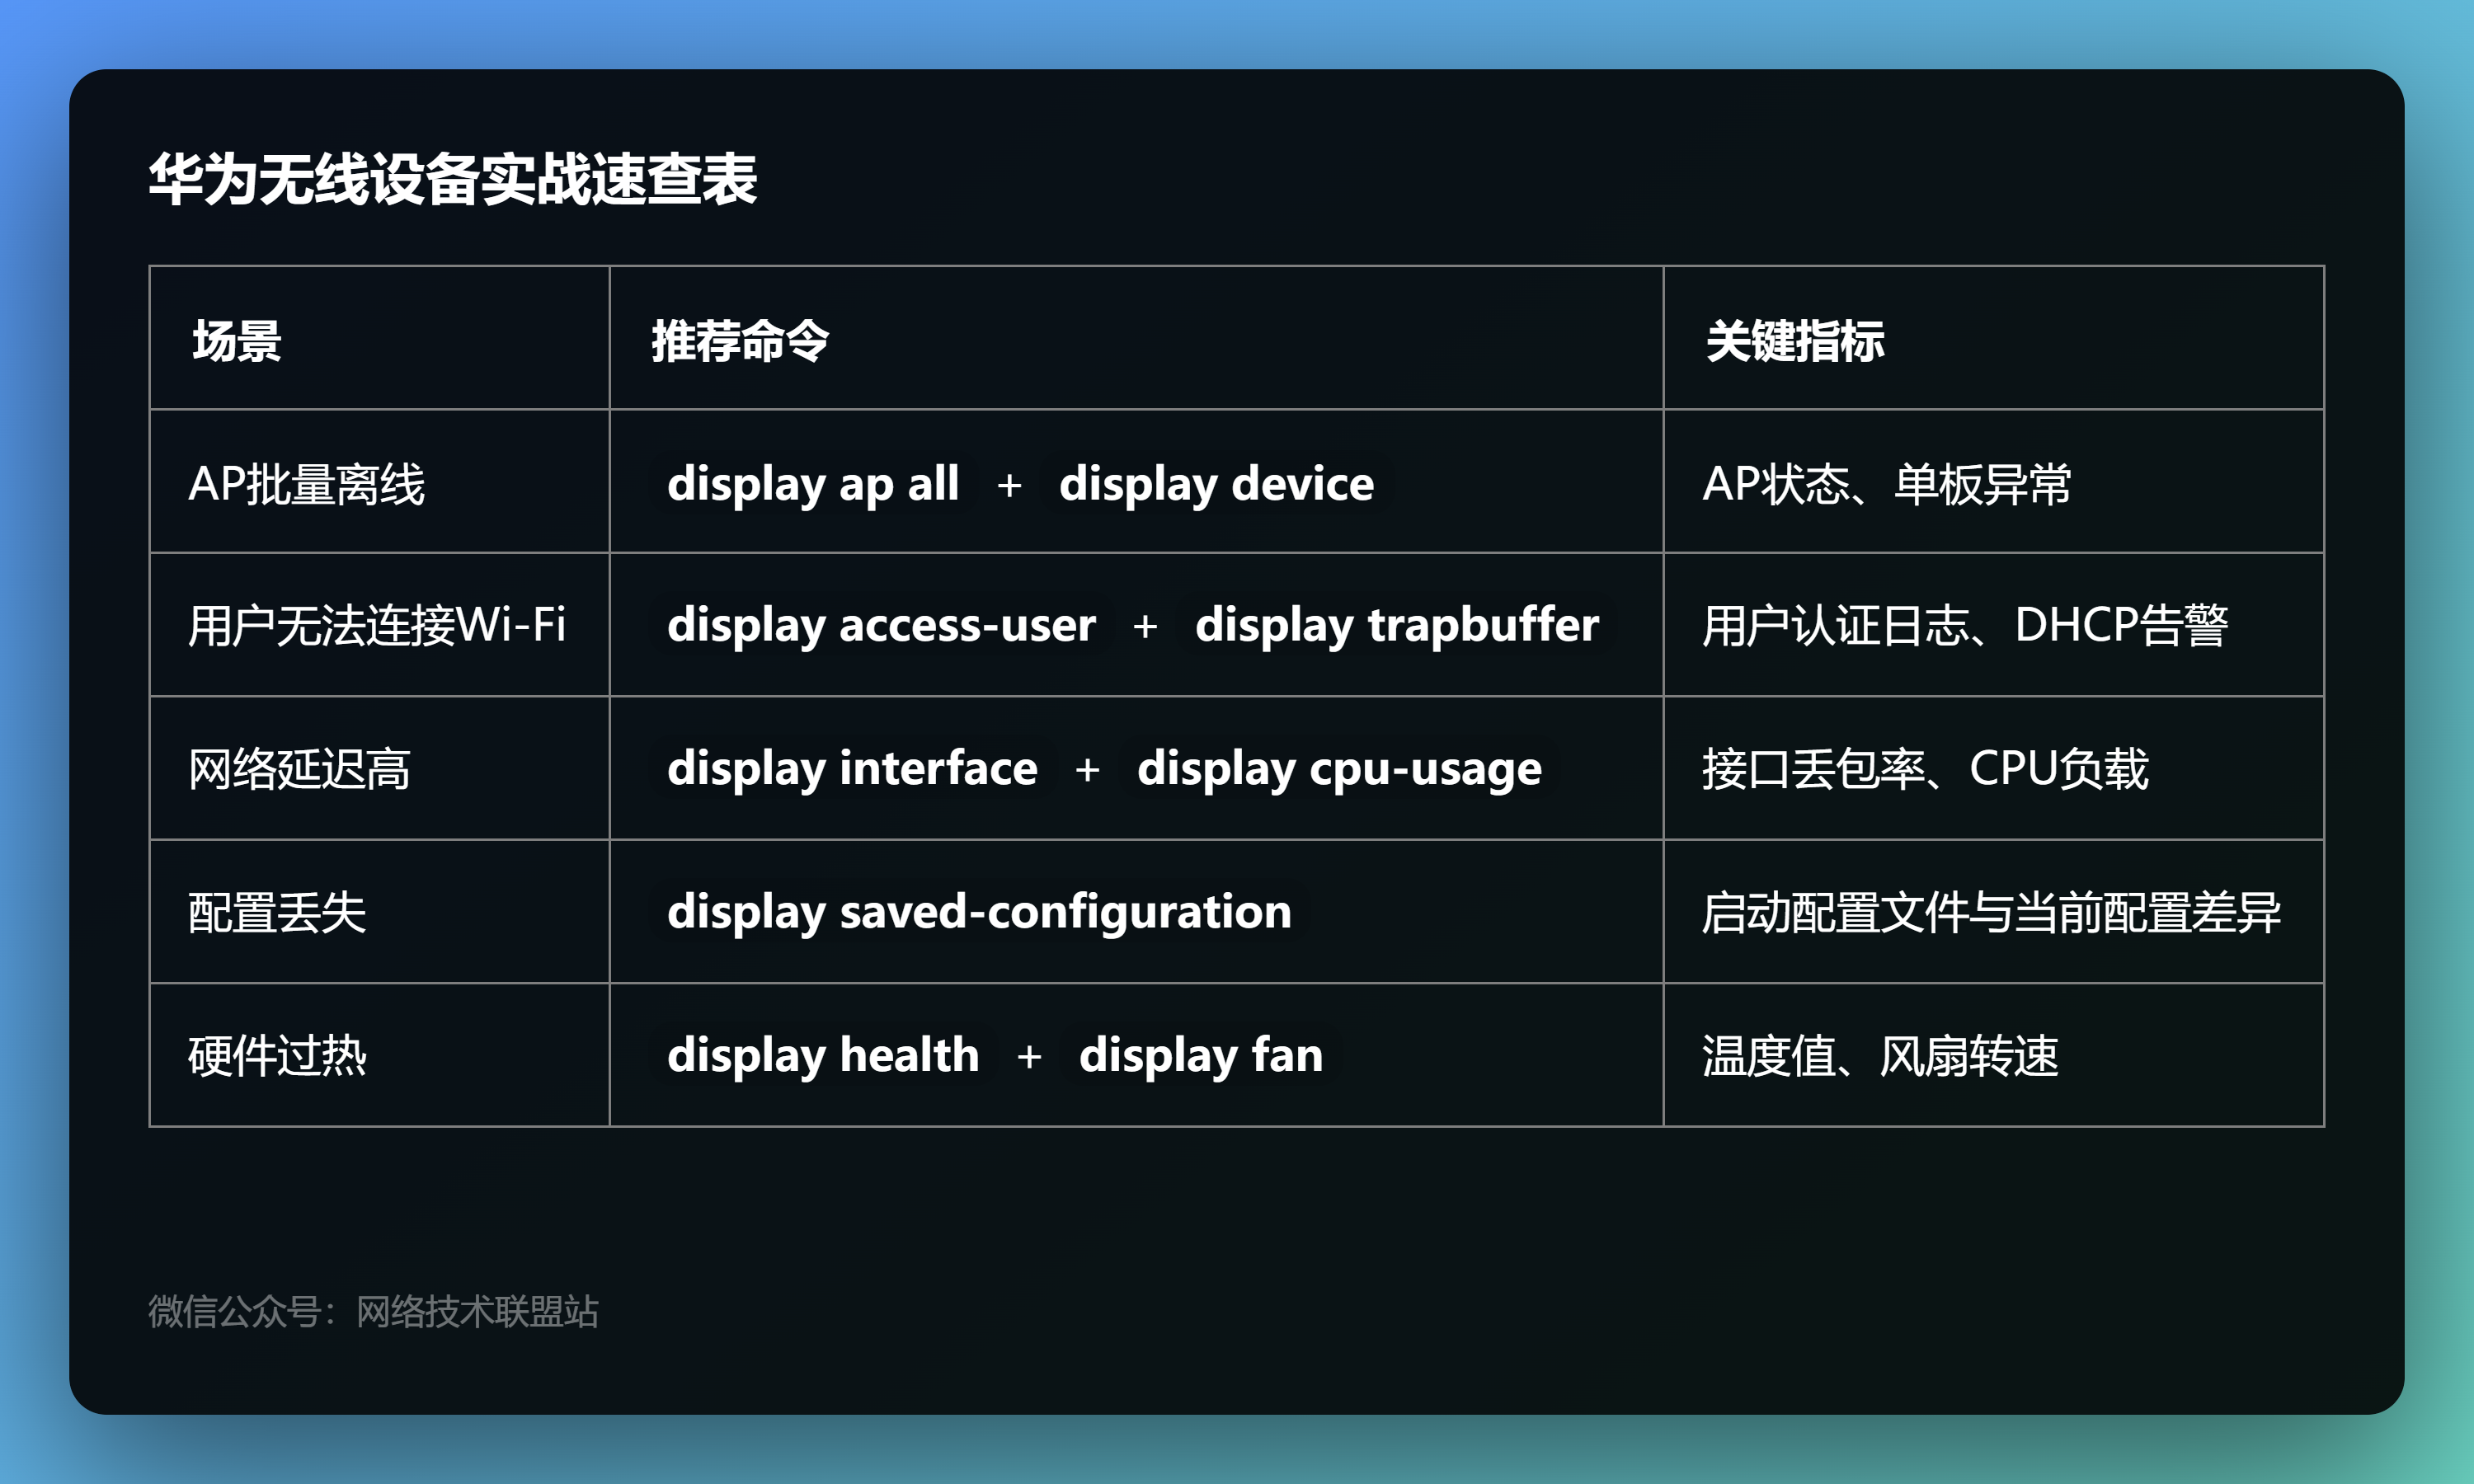 华为无线设备实战速查表
场景 推荐命令 关键指标
AP批量离线 display ap all + display device AP状态、单板异常
用户无法连接Wi-Fi display access-user + display trapbuffer 用户认证日志、DHCP告警
网络延迟高 display interface + display cpu-usage 接口丢包率、CPU负载
配置丢失 display saved-configuration 启动配置文件与当前配置差异
硬件过热 display health + display fan 温度值、风扇转速
微信公众号：网络技术联盟站